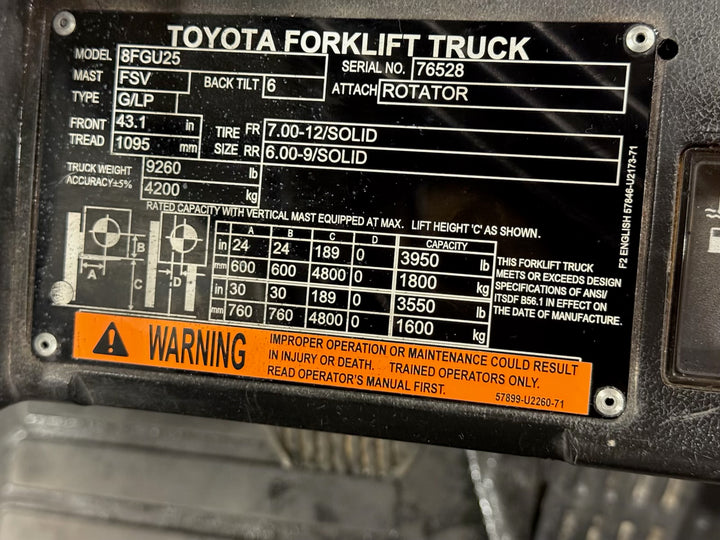 TOYOTA FORKLIFT TRUCK
MODEL 8FGU25 SERIAL NO. 76528
MAST FSV BACK TILT 6 ATTACH ROTATOR
TYPE G/LP
FRONT TREAD 43.1 in TIRE SIZE FR 7.00-12/SOLID
1095 mm RR 6.00-9/SOLID
TRUCK WEIGHT 9260 lb
ACCURACY±5% 4200 kg
RATED CAPACITY WITH VERTICAL MAST EQUIPPED AT MAX. LIFT HEIGHT 'C' AS SHOWN.
A B C D CAPACITY
in 24 24 189 0 3950 lb
mm 600 600 4800 0 1800 kg
in 30 30 189 0 3550 lb
mm 760 760 4800 0 1600 kg
A B C D
THIS FORKLIFT TRUCK
MEETS OR EXCEEDS DESIGN
SPECIFICATIONS OF ANSI/
ITSDF B56.1 IN EFFECT ON
THE DATE OF MANUFACTURE.
F2 ENGLISH 57846-U2173-71
WARNING
IMPROPER OPERATION OR MAINTENANCE COULD RESULT
IN INJURY OR DEATH. TRAINED OPERATORS ONLY.
READ OPERATOR'S MANUAL FIRST.
57899-U2260-71